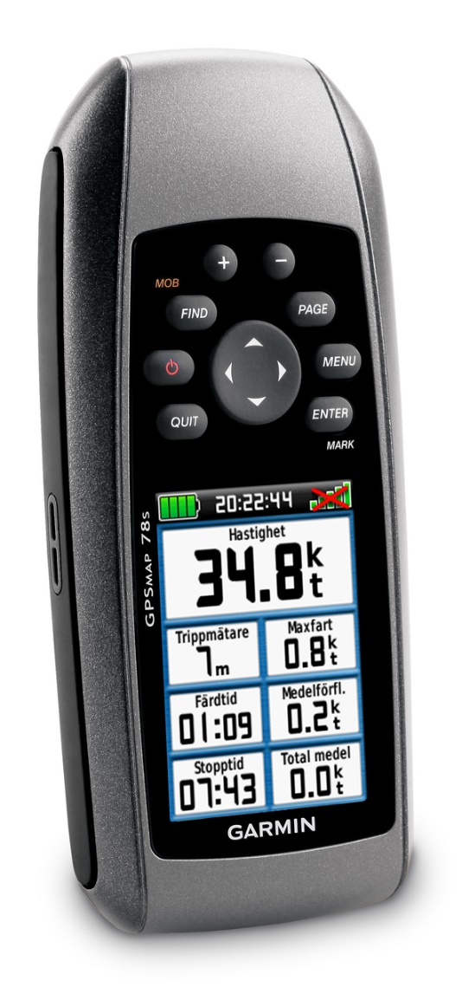 + −
MOB
FIND PAGE
MENU
QUIT ENTER
MARK
GPSMAP 78s
20:22:44
Hastighet
34.8kt
Trippmätare Maxfart
7m 0.8kt
Färdtid Medelförfl.
01:09 0.2kt
Stopptid Total medel
07:43 0.0kt
GARMIN